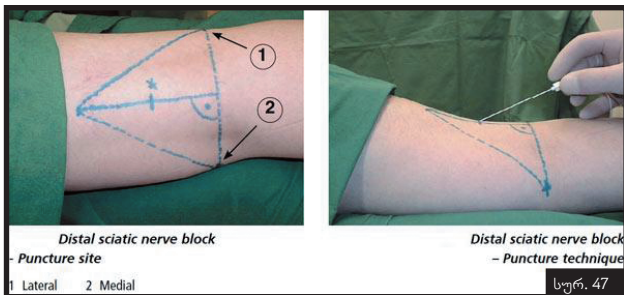 1
2
Distal sciatic nerve block
- Puncture site
1 Lateral 2 Medial
Distal sciatic nerve block
– Puncture technique
სურ. 47